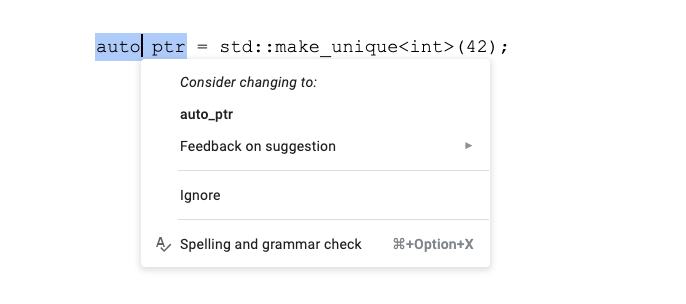 auto ptr = std::make_unique<int>(42);
Consider changing to:
auto_ptr
Feedback on suggestion
Ignore
Spelling and grammar check ⌘+Option+X